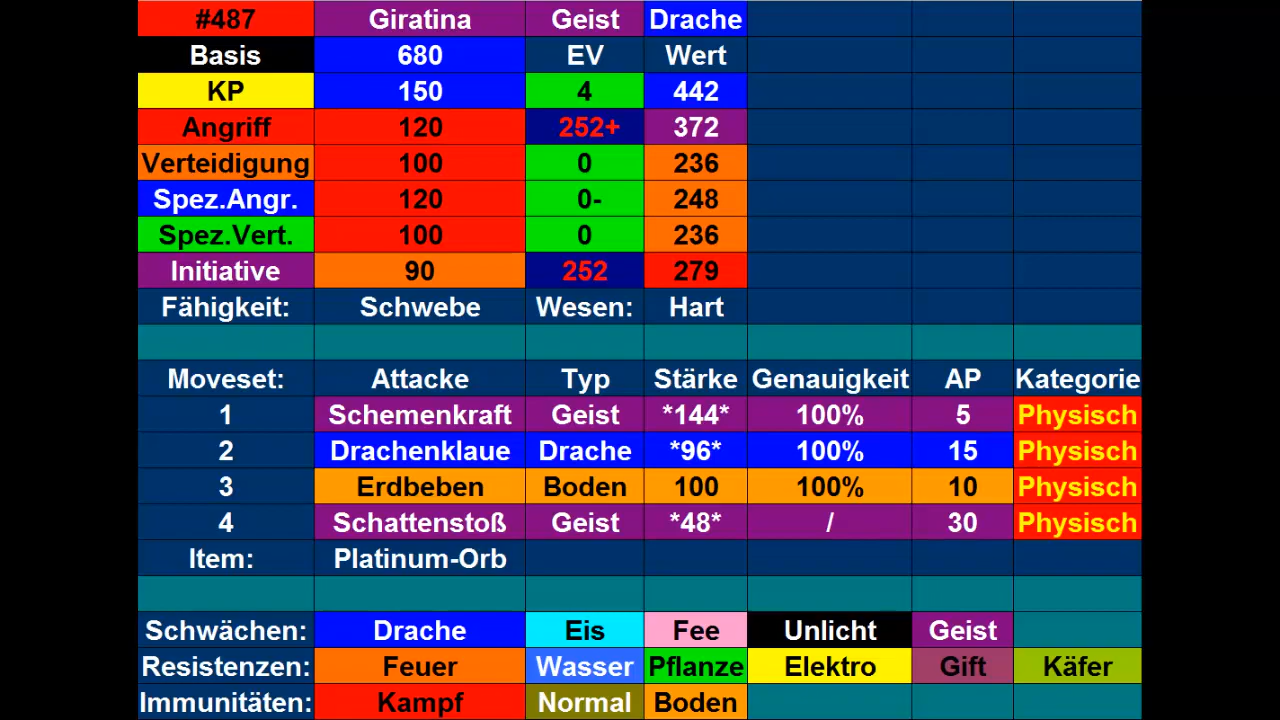 #487 Giratina Geist Drache
Basis 680 EV Wert
KP 150 4 442
Angriff 120 252+ 372
Verteidigung 100 0 236
Spez.Angr. 120 0- 248
Spez.Vert. 100 0 236
Initiative 90 252 279
Fähigkeit: Schwebe Wesen: Hart
Moveset: Attacke Typ Stärke Genauigkeit AP Kategorie
1 Schemenkraft Geist *144* 100% 5 Physisch
2 Drachenklaue Drache *96* 100% 15 Physisch
3 Erdbeben Boden 100 100% 10 Physisch
4 Schattenstoß Geist *48* / 30 Physisch
Item: Platinum-Orb
Schwächen: Drache Eis Fee Unlicht Geist
Resistenzen: Feuer Wasser Pflanze Elektro Gift Käfer
Immunitäten: Kampf Normal Boden